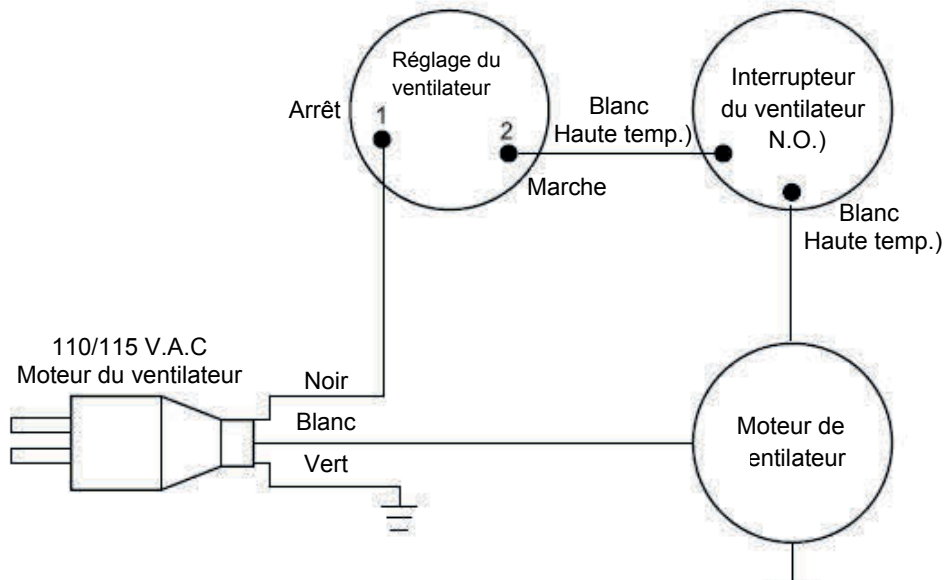 Réglage du
ventilateur
Arrêt
1
2
Marche
Blanc
Haute temp.)
Interrupteur
du ventilateur
N.O.)
Blanc
Haute temp.)
110/115 V.A.C
Moteur du ventilateur
Noir
Blanc
Vert
Moteur de
entilateur